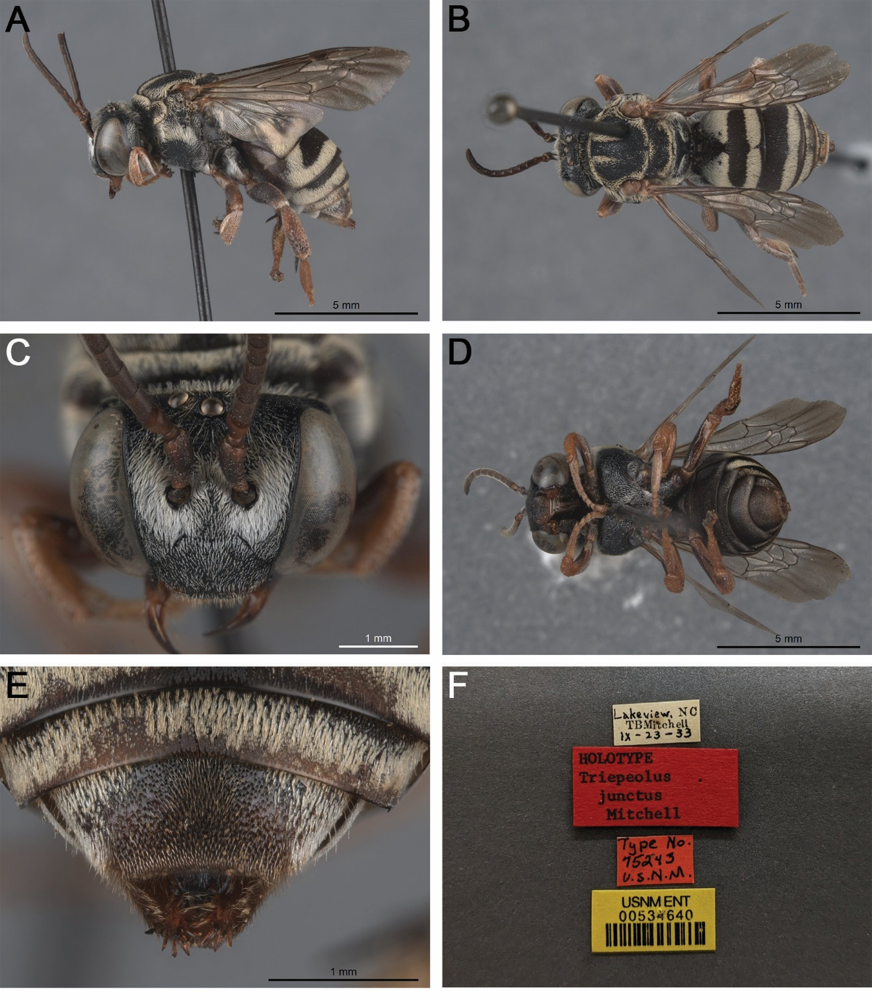 A
5 mm
B
5 mm
C
1 mm
D
5 mm
E
1 mm
F
Lakeview, NC
TBMitchell
IX-23-33
HOLOTYPE
Triepeolus
junctus
Mitchell
Type No.
75243
U.S.N.M.
USNM ENT